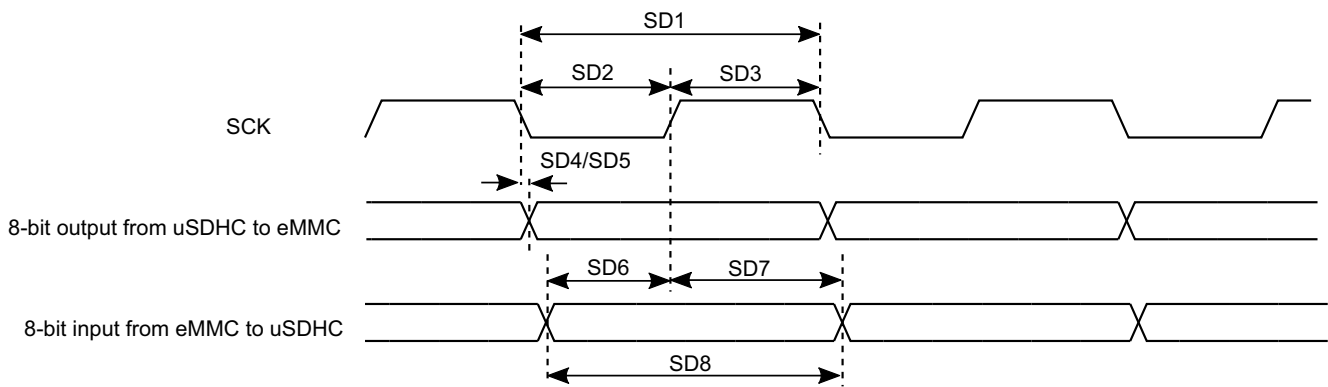 SD1
SD2
SD3
SCK
SD4/SD5
8-bit output from uSDHC to eMMC
SD6
SD7
8-bit input from eMMC to uSDHC
SD8